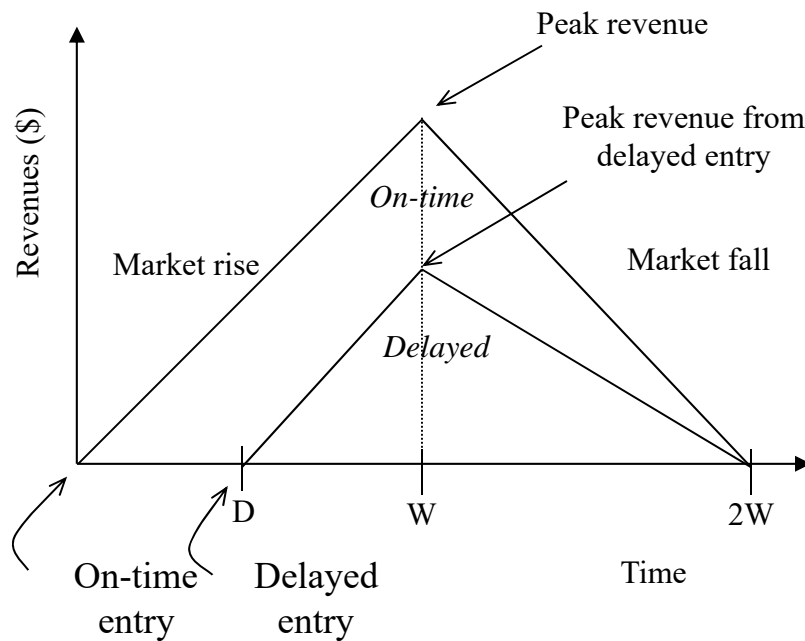 Peak revenue
Revenues ($)
Peak revenue from
delayed entry
On-time
Market rise
Market fall
Delayed
D
W
2W
On-time
entry
Delayed
entry
Time